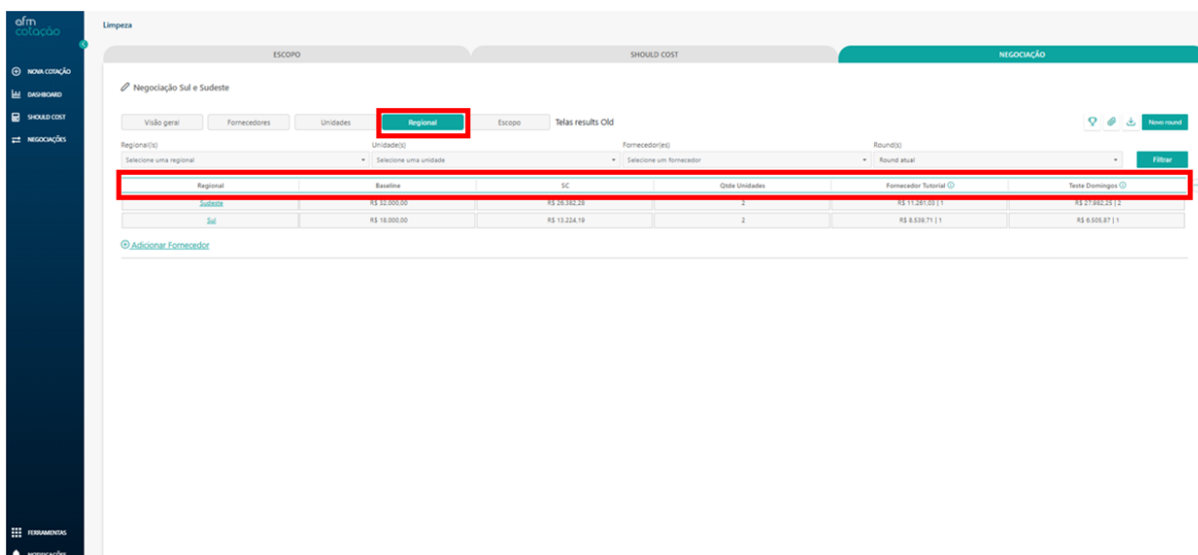 afm
cotação
Limpeza
ESCOPO SHOULD COST NEGOCIAÇÃO
NOVA COTAÇÃO
DASHBOARD
SHOULD COST
NEGOCIAÇÕES
Negociação Sul e Sudeste
Visão geral Fornecedores Unidades Regional Escopo Telas results Old Novo round
Regional(is) Unidade(s) Fornecedor(es) Round(s)
Selecione uma regional Selecione uma unidade Selecione um fornecedor Round atual Filtrar
Regional Baseline SC Qtde Unidades Fornecedor Tutorial Teste Domingos
Sudeste R$ 32.000,00 R$ 28.382,28 2 R$ 11.261,03 | 1 R$ 27.982,25 | 2
Sul R$ 18.000,00 R$ 13.224,19 2 R$ 8.539,71 | 1 R$ 6.505,67 | 1
Adicionar Fornecedor
FERRAMENTAS
NOTIFICAÇÕES